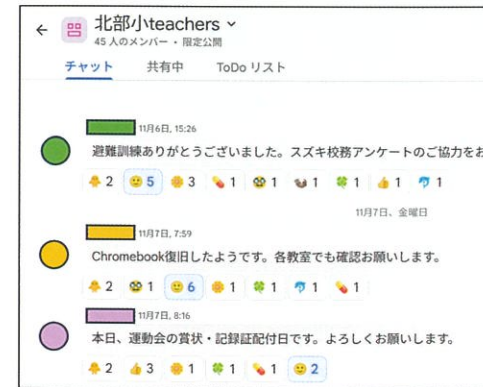 北部小teachers
45 人のメンバー・限定公開
チャット 共有中 ToDo リスト
11月6日, 15:26
避難訓練ありがとうございました。スズキ校務アンケートのご協力をお
2 5 3 1 1 1 1 1 1
11月7日、金曜日
11月7日, 7:59
Chromebook復旧したようです。各教室でも確認お願いします。
2 1 6 1 1 1 1
11月7日, 8:16
本日、運動会の賞状・記録証配付日です。よろしくお願いします。
2 3 1 1 1 2